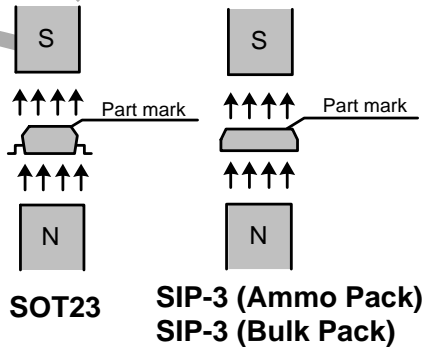 S
S
Part mark
Part mark
N
N
SOT23
SIP-3 (Ammo Pack)
SIP-3 (Bulk Pack)